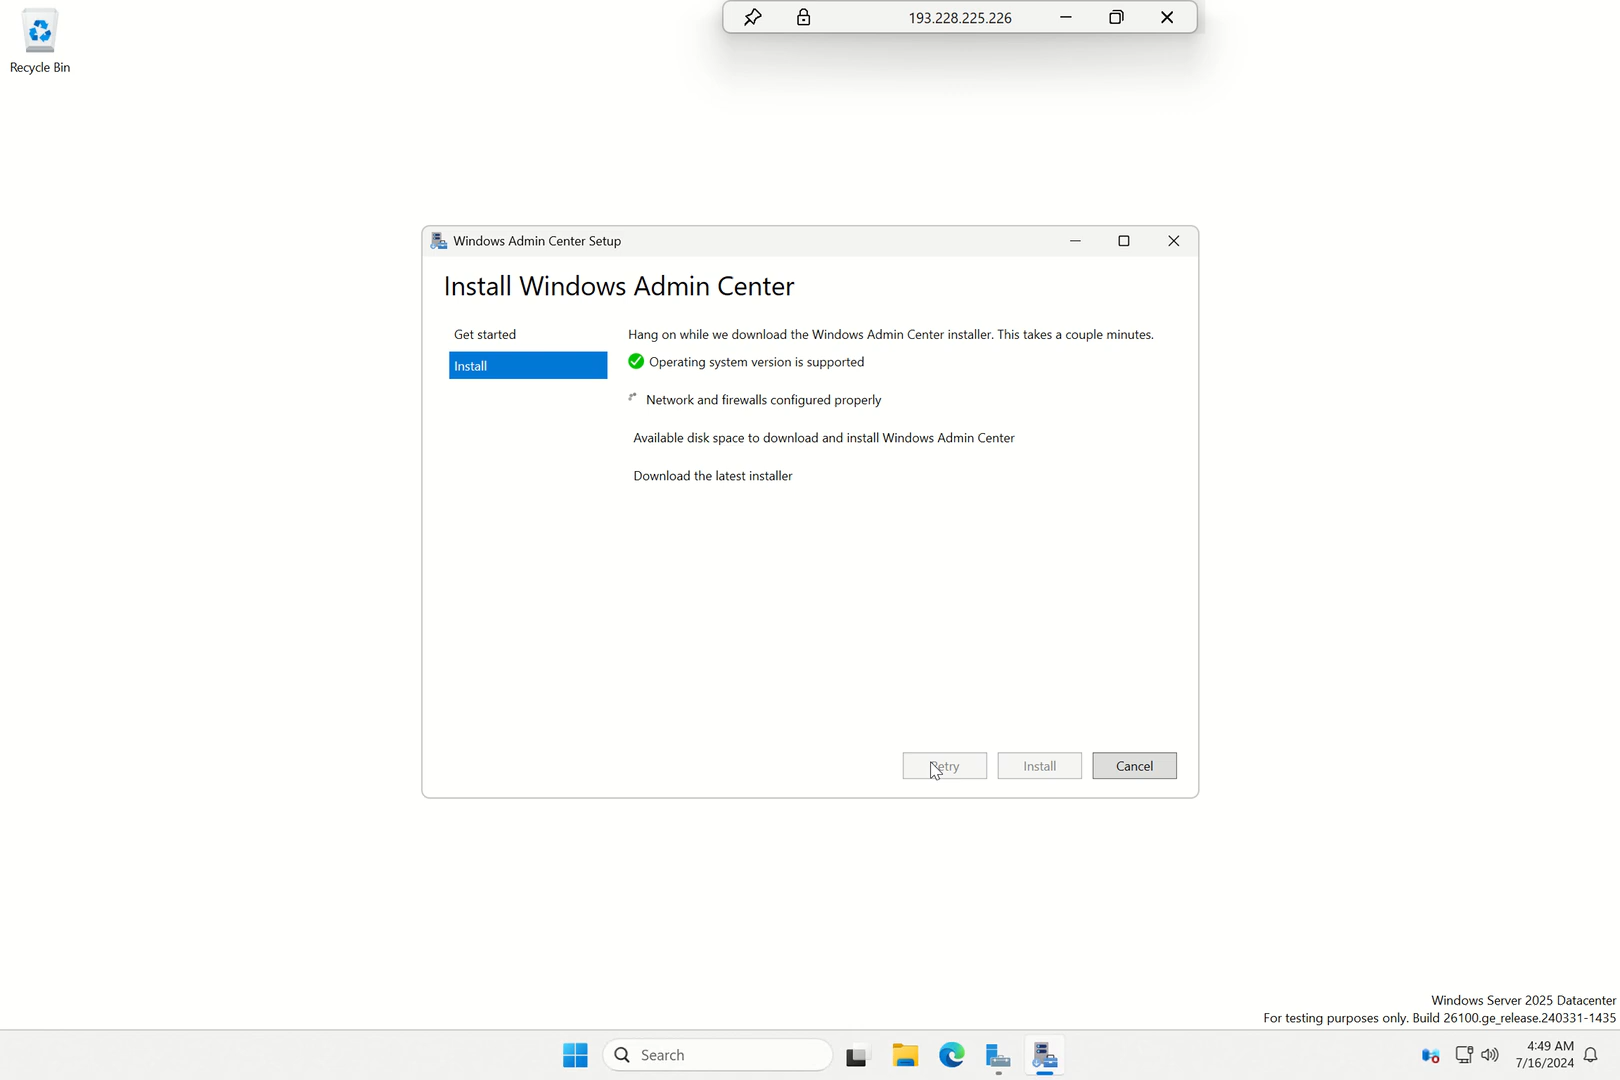 Recycle Bin
193.228.225.226
Windows Admin Center Setup
Install Windows Admin Center
Get started
Install
Hang on while we download the Windows Admin Center installer. This takes a couple minutes.
Operating system version is supported
Network and firewalls configured properly
Available disk space to download and install Windows Admin Center
Download the latest installer
Retry
Install
Cancel
Windows Server 2025 Datacenter
For testing purposes only. Build 26100.ge_release.240331-1435
Search
4:49 AM
7/16/2024